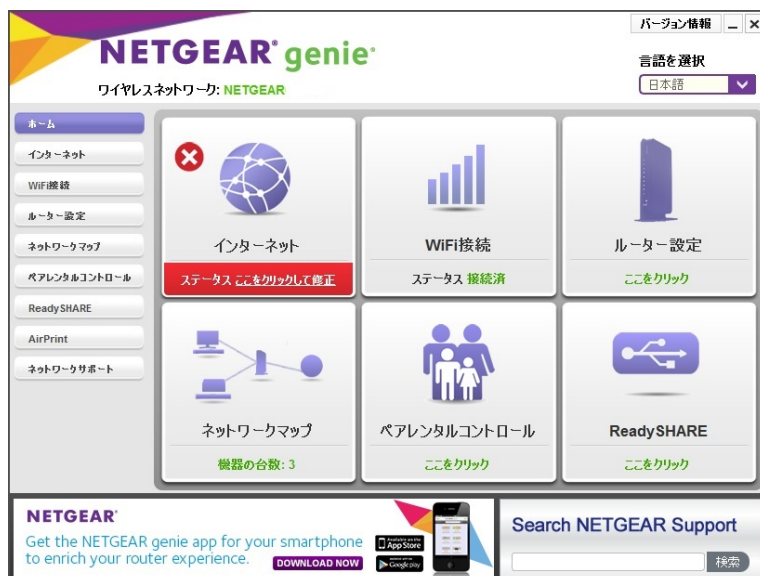 バージョン情報
NETGEAR® genie®
言語を選択
ワイヤレスネットワーク: NETGEAR
日本語
ホーム
インターネット
WiFi接続
ルーター設定
ネットワークマップ
ペアレンタルコントロール
ReadySHARE
AirPrint
ネットワークサポート
インターネット
ステータス ここをクリックして修正
WiFi接続
ステータス 接続済
ルーター設定
ここをクリック
ネットワークマップ
機器の台数: 3
ペアレンタルコントロール
ここをクリック
ReadySHARE
ここをクリック
NETGEAR®
Get the NETGEAR genie app for your smartphone
to enrich your router experience.
DOWNLOAD NOW
App Store
Google play
Search NETGEAR Support
検索